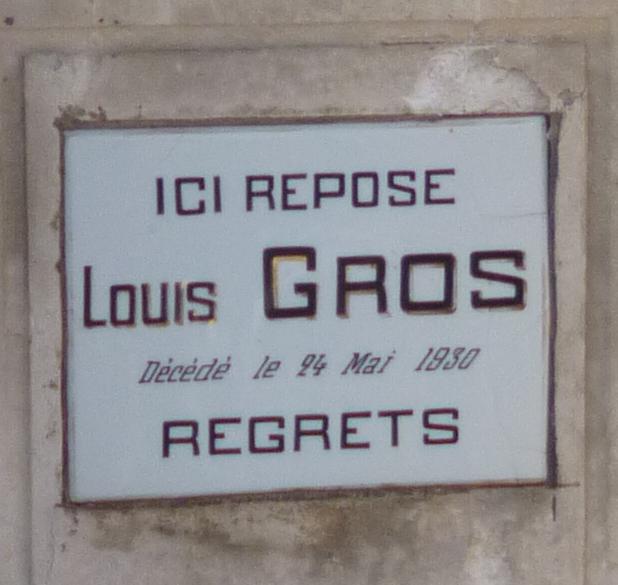 ICI REPOSE
LOUIS GROS
Décédé le 24 Mai 1930
REGRETS